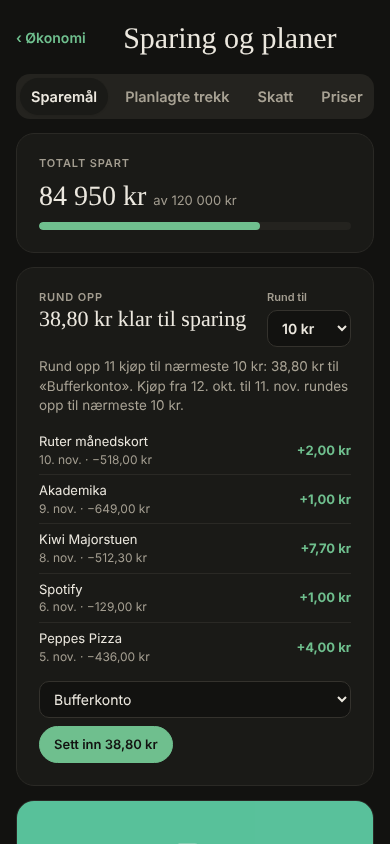 ‹ Økonomi
Sparing og planer
Sparemål
Planlagte trekk
Skatt
Priser
TOTALT SPART
84 950 kr av 120 000 kr
RUND OPP
38,80 kr klar til sparing
Rund til
10 kr
Rund opp 11 kjøp til nærmeste 10 kr: 38,80 kr til
«Bufferkonto». Kjøp fra 12. okt. til 11. nov. rundes
opp til nærmeste 10 kr.
Ruter månedskort
10. nov. · −518,00 kr
+2,00 kr
Akademika
9. nov. · −649,00 kr
+1,00 kr
Kiwi Majorstuen
8. nov. · −512,30 kr
+7,70 kr
Spotify
6. nov. · −129,00 kr
+1,00 kr
Peppes Pizza
5. nov. · −436,00 kr
+4,00 kr
Bufferkonto
Sett inn 38,80 kr